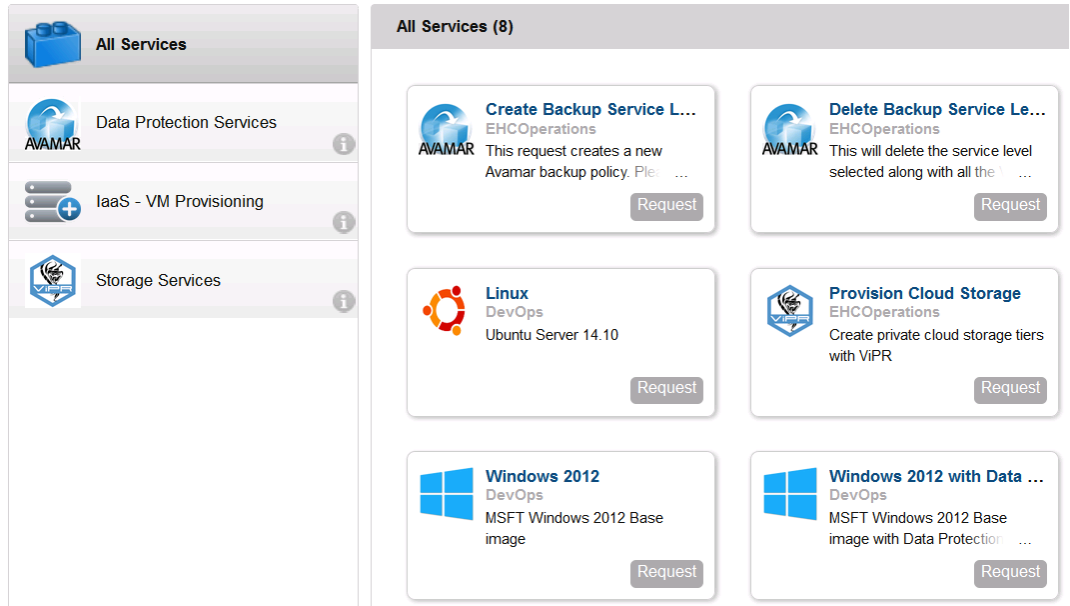 All Services
AVAMAR
Data Protection Services
IaaS - VM Provisioning
ViPR
Storage Services
All Services (8)
AVAMAR
Create Backup Service L...
EHCOperations
This request creates a new
Avamar backup policy. Ple ...
Request
AVAMAR
Delete Backup Service Le...
EHCOperations
This will delete the service level
selected along with all the ...
Request
Linux
DevOps
Ubuntu Server 14.10
Request
ViPR
Provision Cloud Storage
EHCOperations
Create private cloud storage tiers
with ViPR
Request
Windows 2012
DevOps
MSFT Windows 2012 Base
image
Request
Windows 2012 with Data ...
DevOps
MSFT Windows 2012 Base
image with Data Protection ...
Request